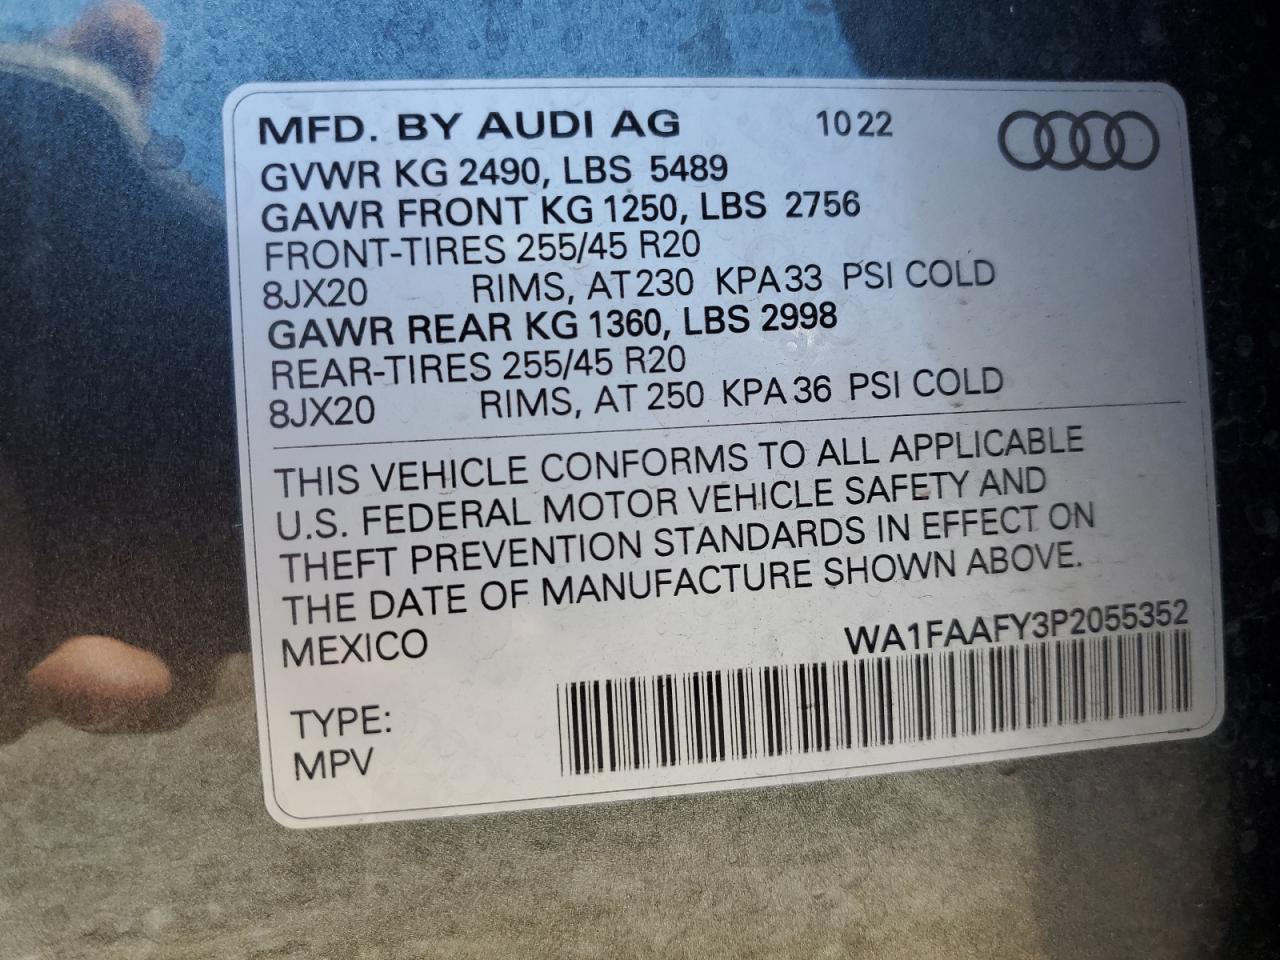 MFD. BY AUDI AG 1022
GVWR KG 2490, LBS 5489
GAWR FRONT KG 1250, LBS 2756
FRONT-TIRES 255/45 R20
8JX20 RIMS, AT 230 KPA 33 PSI COLD
GAWR REAR KG 1360, LBS 2998
REAR-TIRES 255/45 R20
8JX20 RIMS, AT 250 KPA 36 PSI COLD
THIS VEHICLE CONFORMS TO ALL APPLICABLE
U.S. FEDERAL MOTOR VEHICLE SAFETY AND
THEFT PREVENTION STANDARDS IN EFFECT ON
THE DATE OF MANUFACTURE SHOWN ABOVE.
MEXICO WA1FAAFY3P2055352
TYPE:
MPV